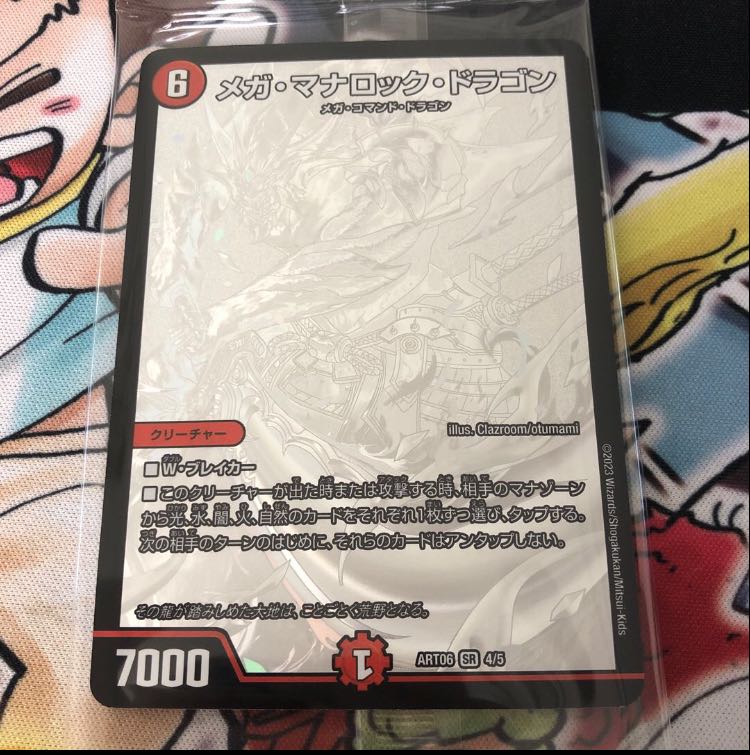 6
メガ・マナロック・ドラゴン
メガ・コマンド・ドラゴン
クリーチャー
illus. Clazroom/otumami
■W・ブレイカー
■このクリーチャーが出た時または攻撃する時、相手のマナゾーン
から光、水、闇、火、自然のカードをそれぞれ1枚ずつ選び、タップする。
次の相手のターンのはじめに、それらのカードはアンタップしない。
その龍が踏みしめた大地は、ことごとく荒野となる。
7000
1
ART06 SR 4/5
©2023 Wizards/Shogakukan/Mitsui-Kids